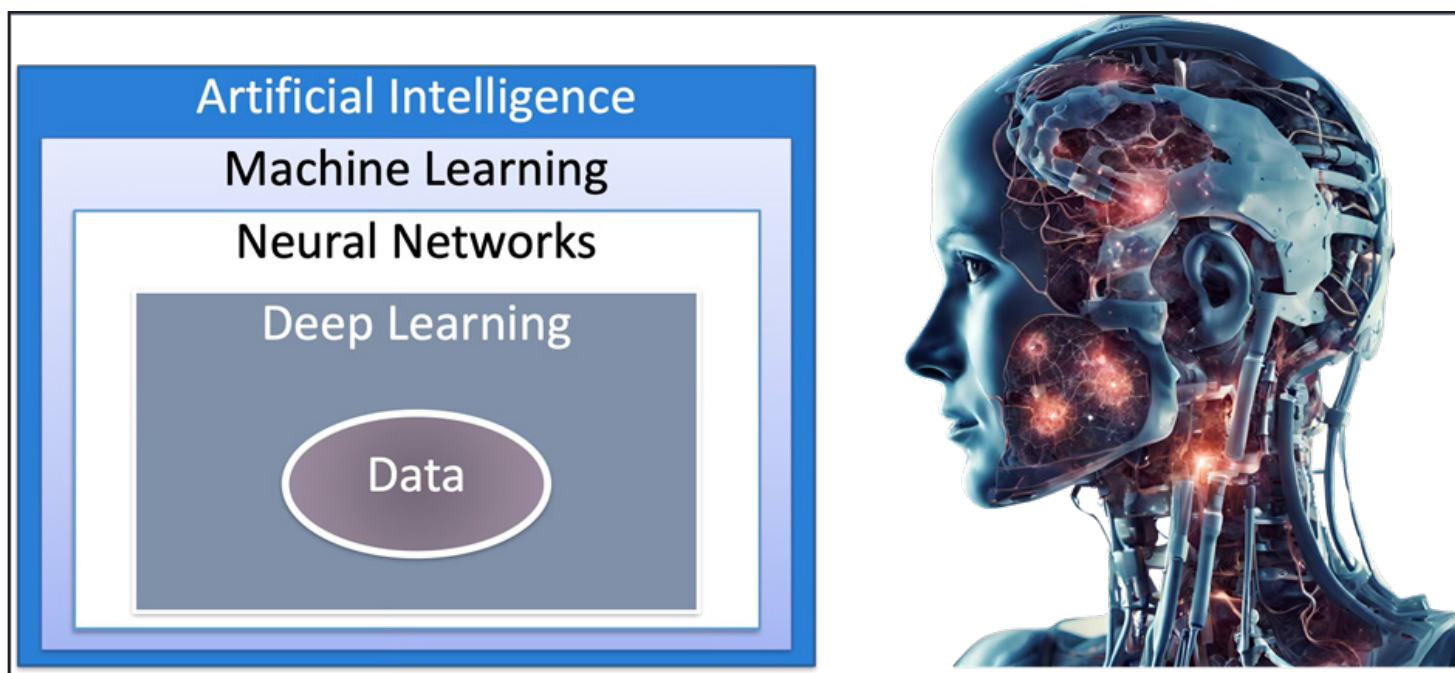 Artificial Intelligence
Machine Learning
Neural Networks
Deep Learning
Data